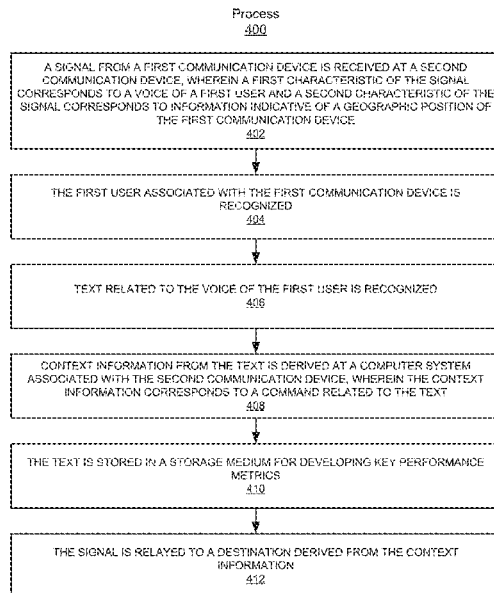 Process
400
A SIGNAL FROM A FIRST COMMUNICATION DEVICE IS RECEIVED AT A SECOND
COMMUNICATION DEVICE, WHEREIN A FIRST CHARACTERISTIC OF THE SIGNAL
CORRESPONDS TO A VOICE OF A FIRST USER AND A SECOND CHARACTERISTIC OF THE
SIGNAL CORRESPONDS TO INFORMATION INDICATIVE OF A GEOGRAPHIC POSITION OF
THE FIRST COMMUNICATION DEVICE
402
THE FIRST USER ASSOCIATED WITH THE FIRST COMMUNICATION DEVICE IS
RECOGNIZED
404
TEXT RELATED TO THE VOICE OF THE FIRST USER IS RECOGNIZED
406
CONTEXT INFORMATION FROM THE TEXT IS DERIVED AT A COMPUTER SYSTEM
ASSOCIATED WITH THE SECOND COMMUNICATION DEVICE, WHEREIN THE CONTEXT
INFORMATION CORRESPONDS TO A COMMAND RELATED TO THE TEXT
408
THE TEXT IS STORED IN A STORAGE MEDIUM FOR DEVELOPING KEY PERFORMANCE
METRICS
410
THE SIGNAL IS RELAYED TO A DESTINATION DERIVED FROM THE CONTEXT
INFORMATION
412